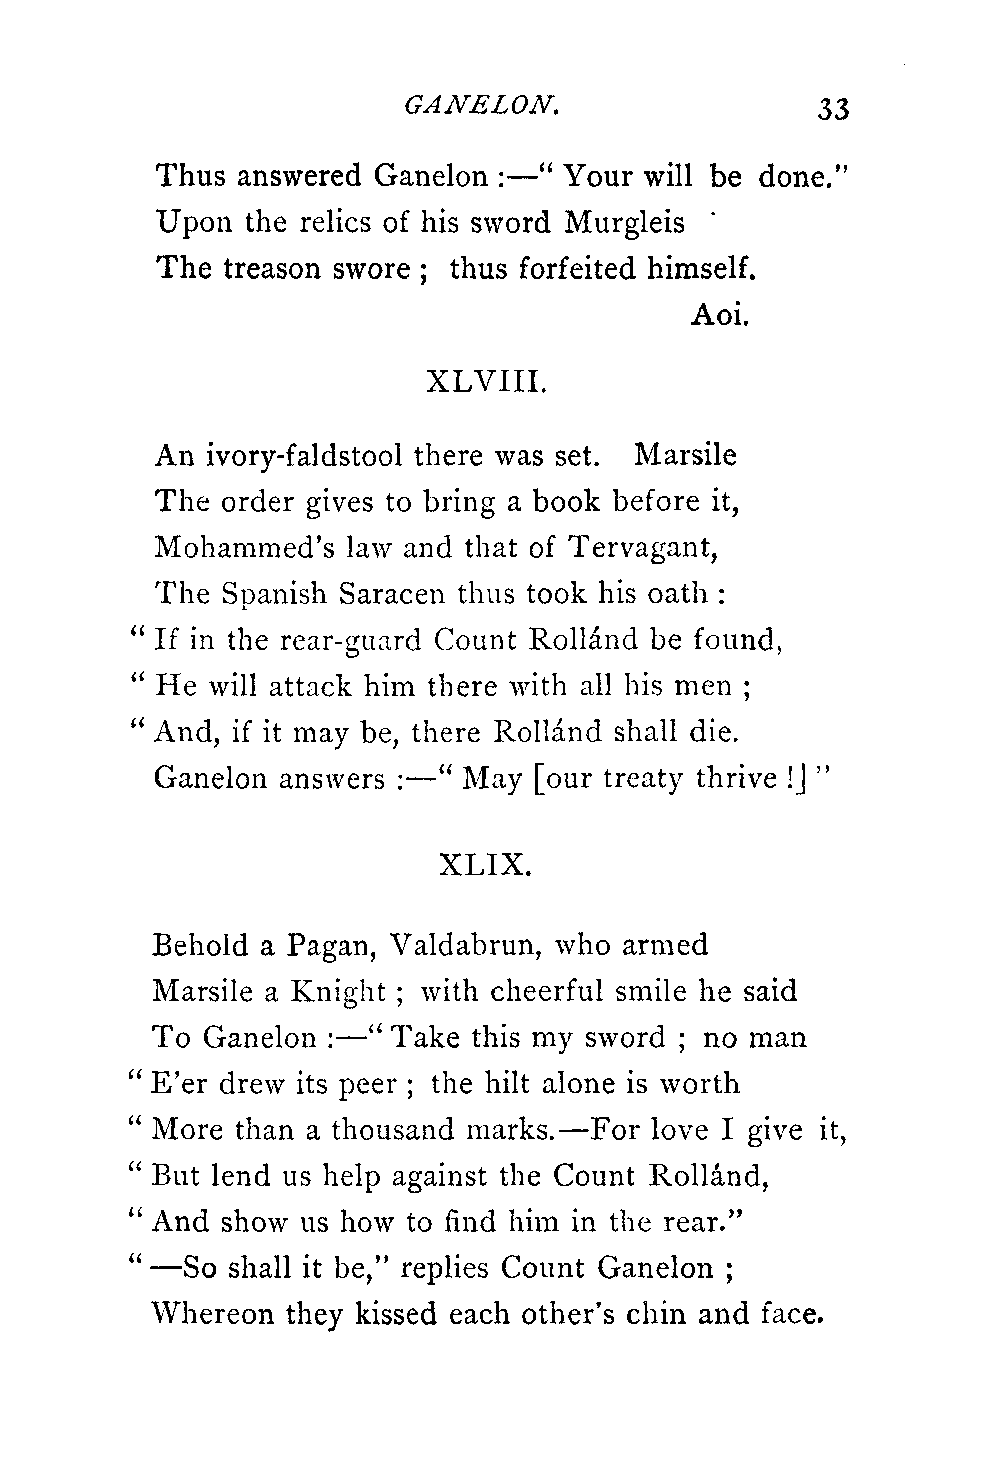 GANELON. 33
Thus answered Ganelon :—“ Your will be done.”
Upon the relics of his sword Murgleis
The treason swore ; thus forfeited himself.
Aoi.
XLVIII.
An ivory-faldstool there was set. Marsile
The order gives to bring a book before it,
Mohammed’s law and that of Tervagant,
The Spanish Saracen thus took his oath :
“ If in the rear-guard Count Rollánd be found,
“ He will attack him there with all his men ;
“ And, if it may be, there Rollánd shall die.
Ganelon answers :—“ May [our treaty thrive !] ”
XLIX.
Behold a Pagan, Valdabrun, who armed
Marsile a Knight ; with cheerful smile he said
To Ganelon :—“ Take this my sword ; no man
“ E’er drew its peer ; the hilt alone is worth
“ More than a thousand marks.—For love I give it,
“ But lend us help against the Count Rollánd,
“ And show us how to find him in the rear.”
“ —So shall it be,” replies Count Ganelon ;
Whereon they kissed each other’s chin and face.